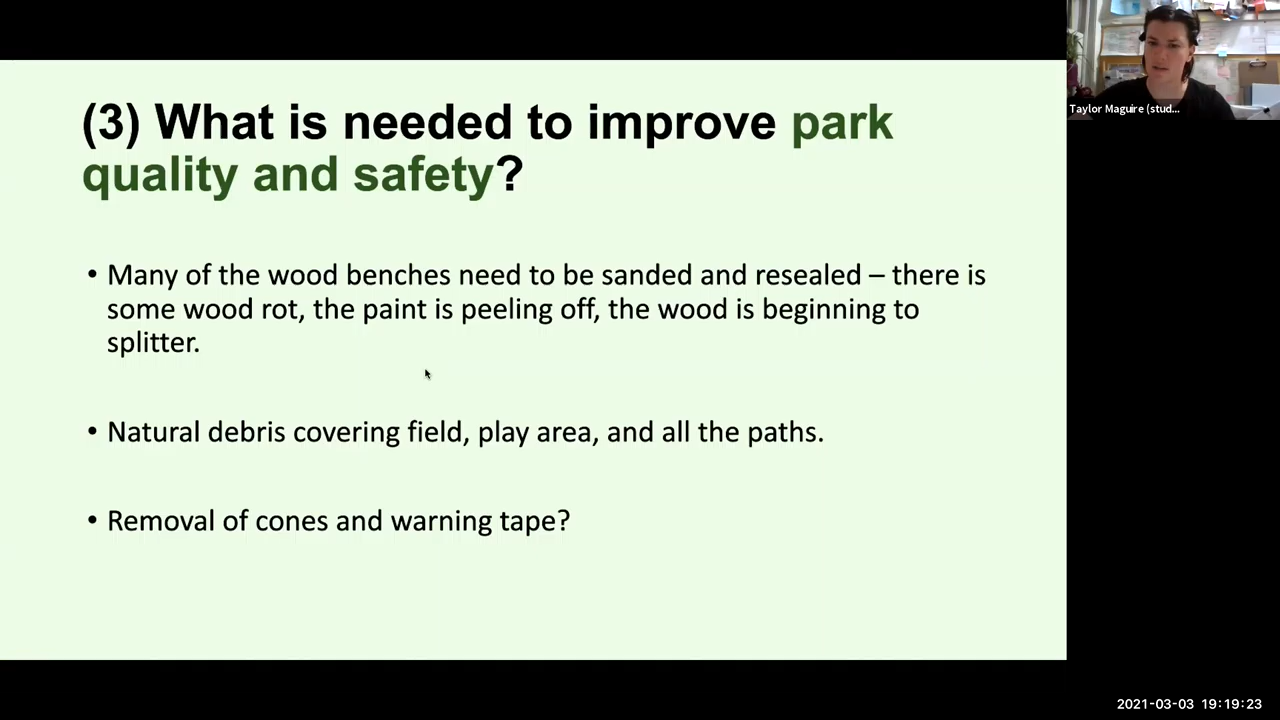 (3) What is needed to improve park
quality and safety?
• Many of the wood benches need to be sanded and resealed – there is
some wood rot, the paint is peeling off, the wood is beginning to
splitter.
• Natural debris covering field, play area, and all the paths.
• Removal of cones and warning tape?
Taylor Maguire (stud...
2021-03-03 19:19:23